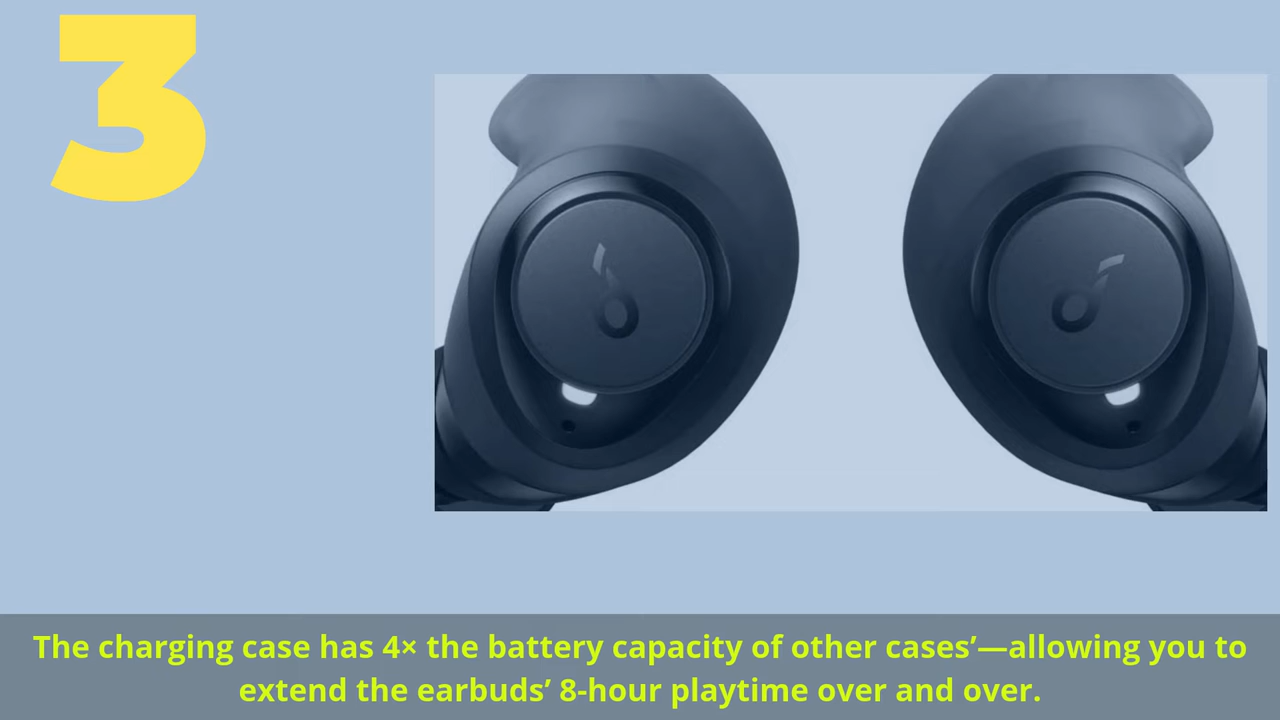 3
The charging case has 4× the battery capacity of other cases’—allowing you to
extend the earbuds’ 8-hour playtime over and over.